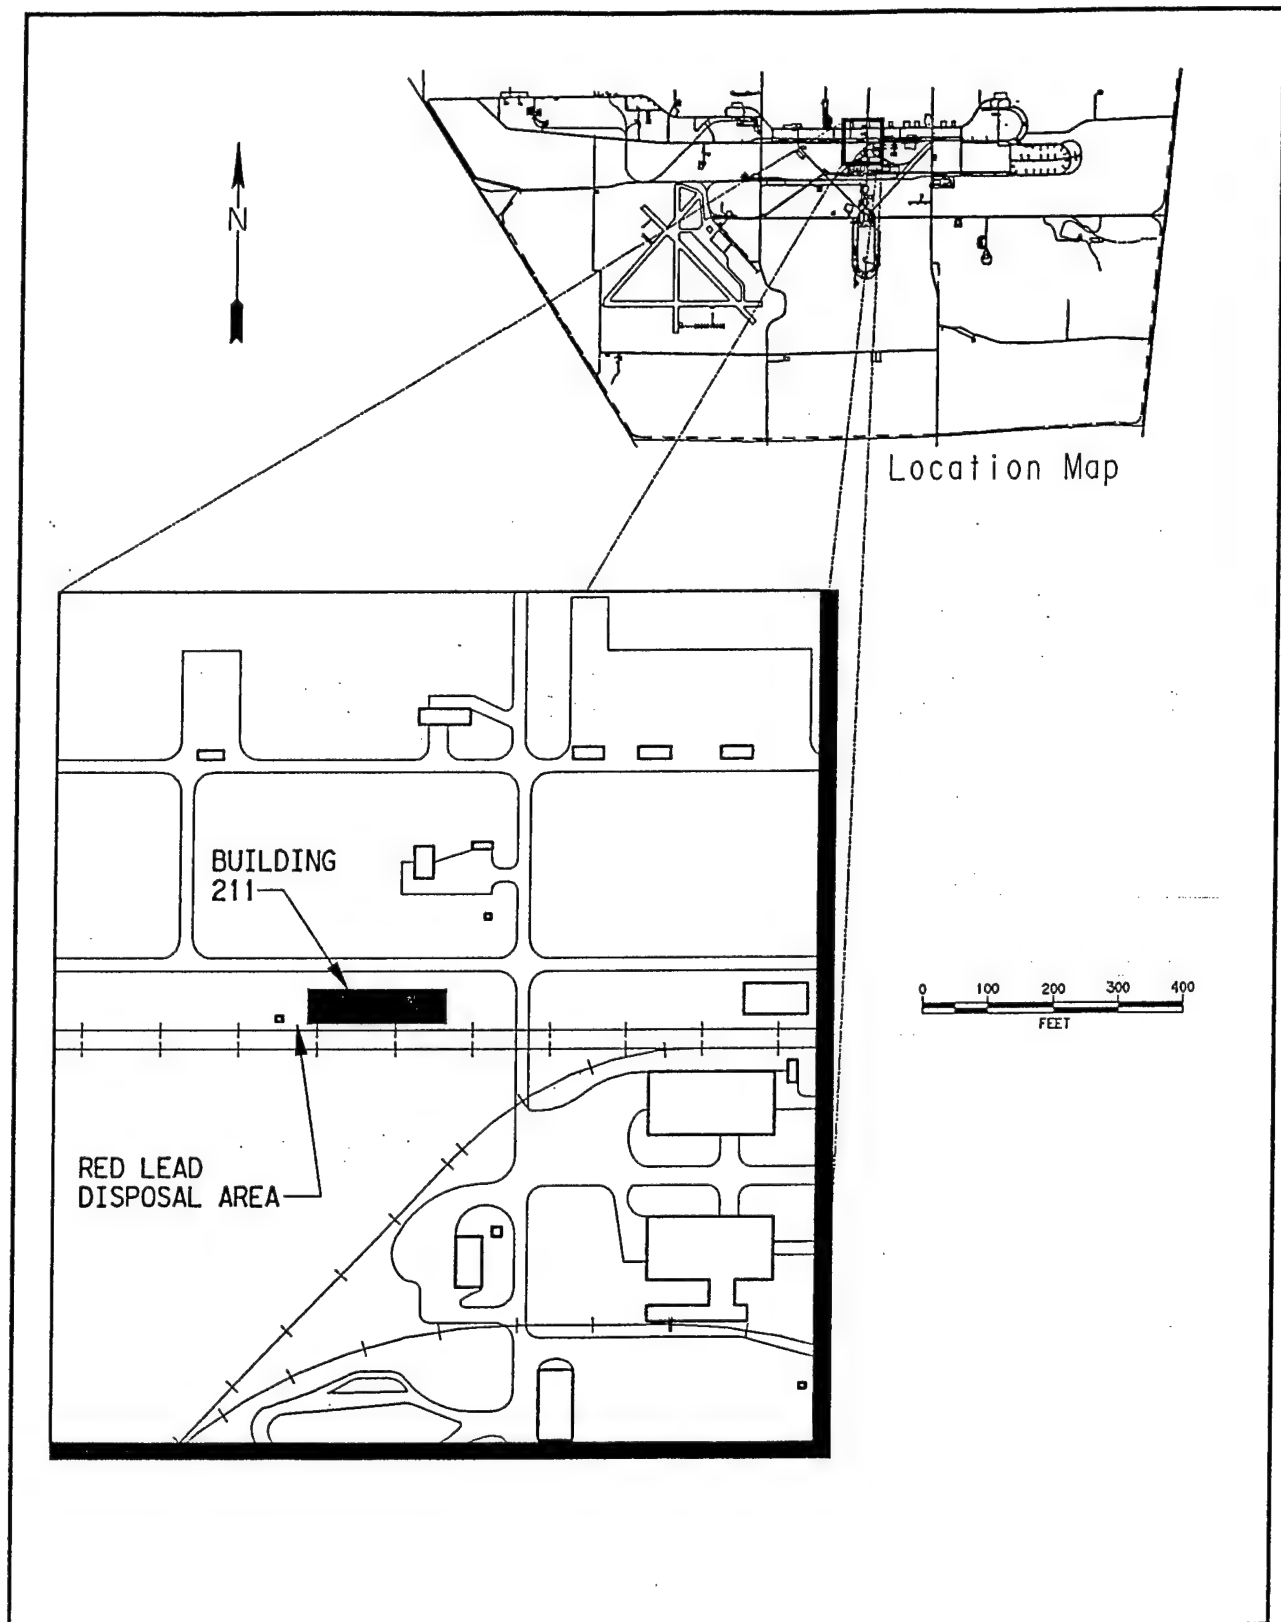 N
Location Map
BUILDING
211
0 100 200 300 400
FEET
RED LEAD
DISPOSAL AREA